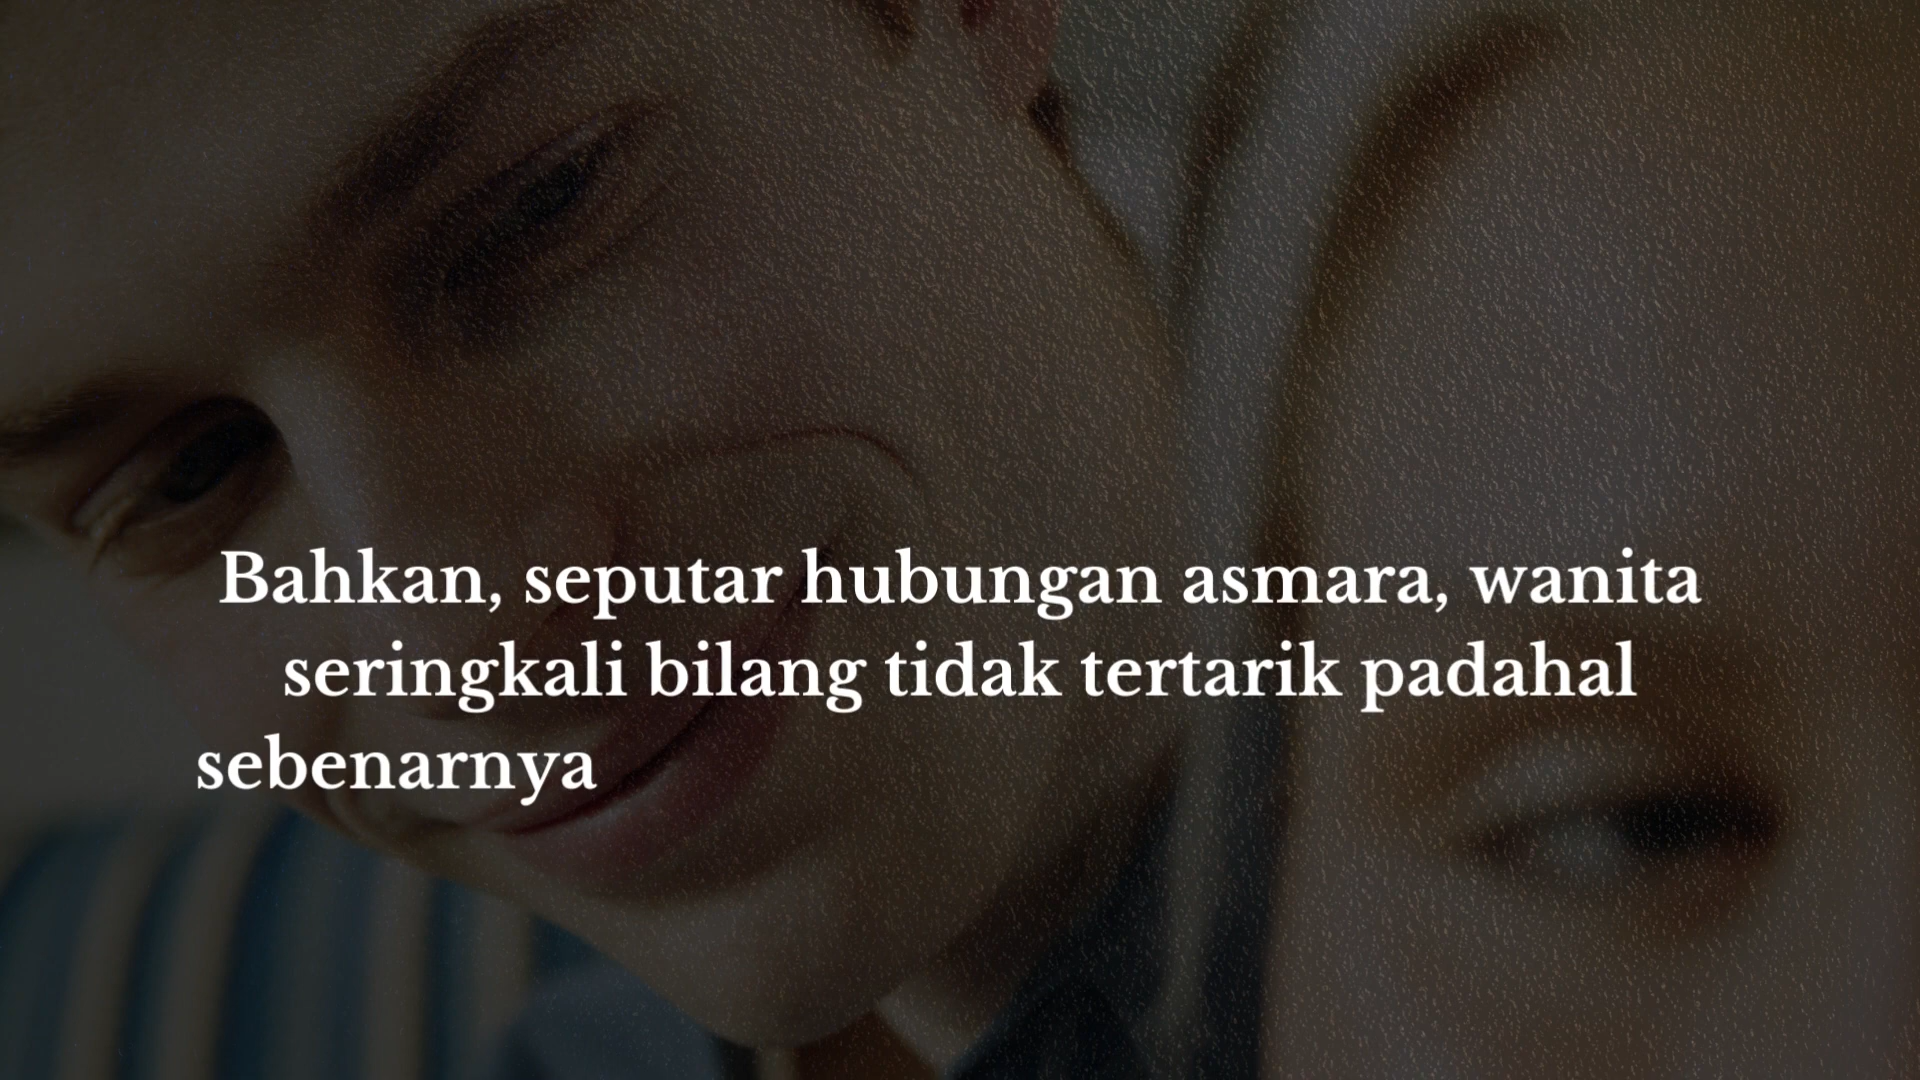 Bahkan, seputar hubungan asmara, wanita
seringkali bilang tidak tertarik padahal
sebenarnya